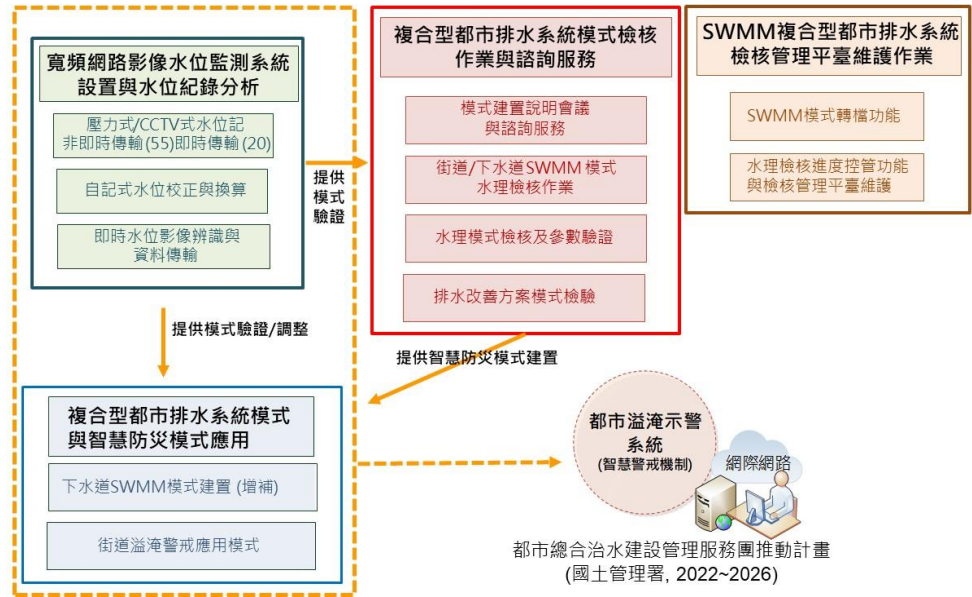 寬頻網路影像水位監測系統
設置與水位紀錄分析
壓力式/CCTV式水位記
非即時傳輸(55)即時傳輸(20)
自記式水位校正與換算
即時水位影像辨識與
資料傳輸
提供
模式
驗證
複合型都市排水系統模式檢核
作業與諮詢服務
模式建置說明會議
與諮詢服務
街道/下水道SWMM 模式
水理檢核作業
水理模式檢核及參數驗證
排水改善方案模式檢驗
SWMM複合型都市排水系統
檢核管理平臺維護作業
SWMM模式轉檔功能
水理檢核進度控管功能
與檢核管理平臺維護
提供模式驗證/調整
提供智慧防災模式建置
複合型都市排水系統模式
與智慧防災模式應用
下水道SWMM模式建置 (增補)
街道溢淹警戒應用模式
都市溢淹示警
系統
(智慧警戒機制)
網際網路
都市總合治水建設管理服務團推動計畫
(國土管理署, 2022~2026)